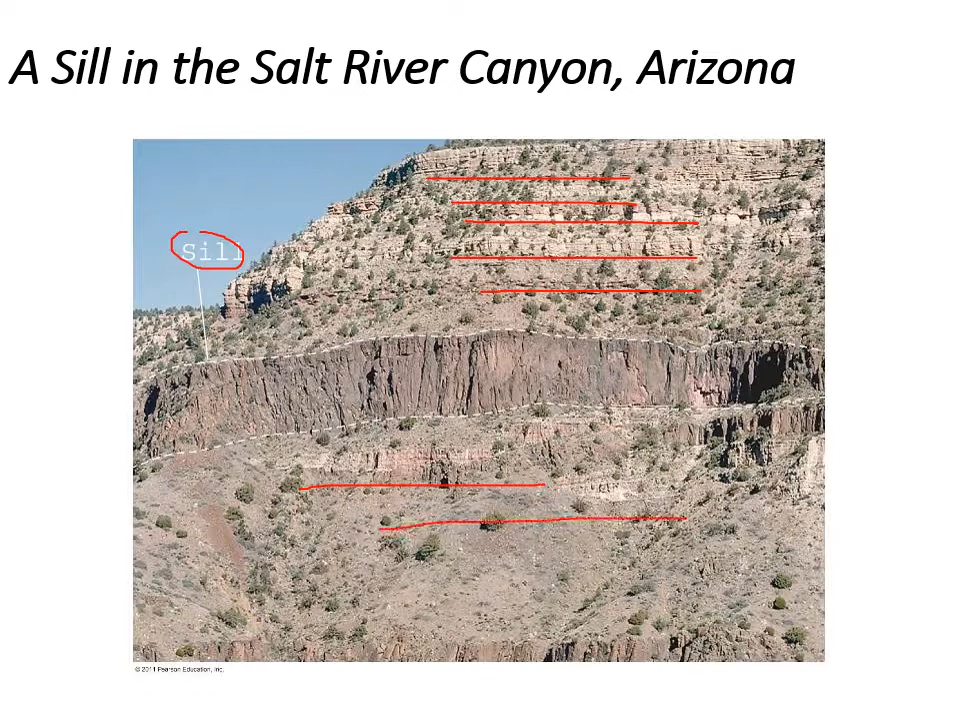 A Sill in the Salt River Canyon, Arizona
Sill
© 2011 Pearson Education, Inc.